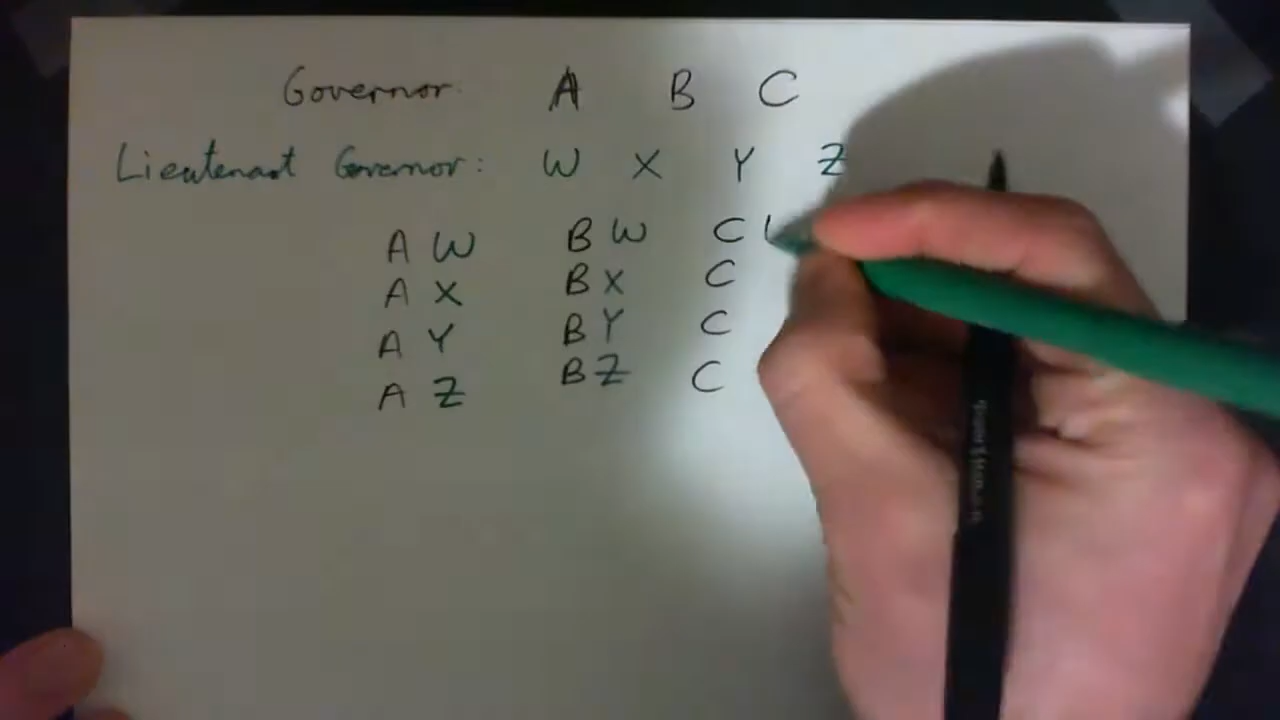 Governor A B C
Lieutenant Governor: W X Y Z
A W B W C
A X B X C
A Y B Y C
A Z B Z C